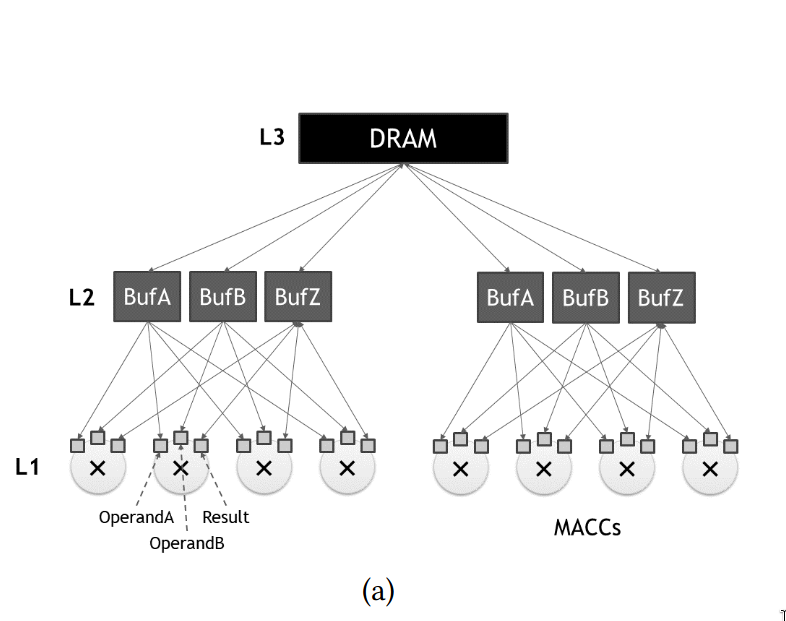 L3 DRAM
L2 BufA BufB BufZ BufA BufB BufZ
L1 × × × × × × × ×
OperandA Result
OperandB
MACCs
(a)